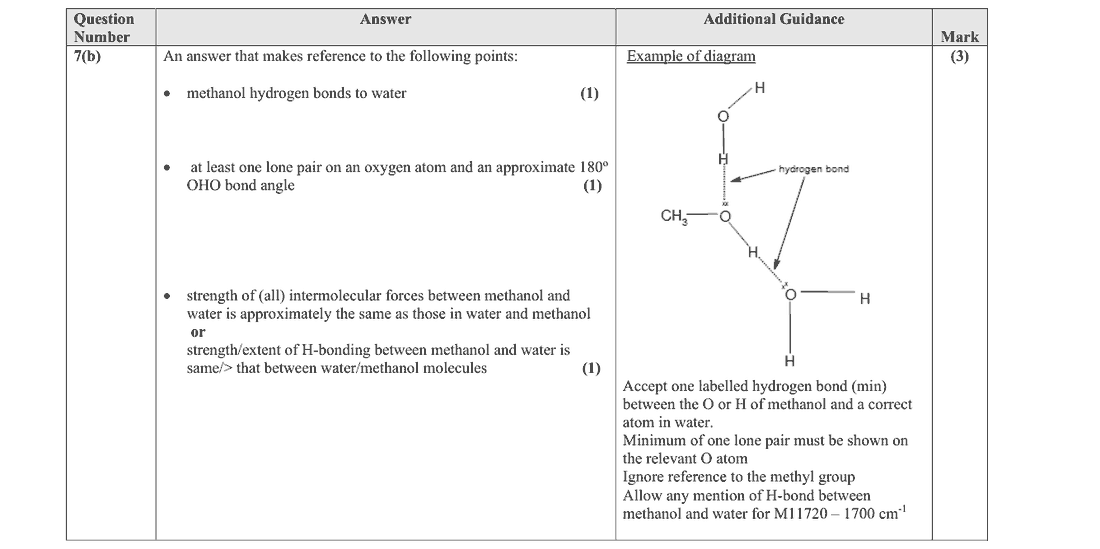 Question Number
Answer
Additional Guidance
Mark
7(b)
An answer that makes reference to the following points:
• methanol hydrogen bonds to water (1)
• at least one lone pair on an oxygen atom and an approximate 180º
OHO bond angle (1)
• strength of (all) intermolecular forces between methanol and
water is approximately the same as those in water and methanol
or
strength/extent of H-bonding between methanol and water is
same/> that between water/methanol molecules (1)
Example of diagram
H
O
H
hydrogen bond
xx
CH₃
O
H
xx
O
H
H
Accept one labelled hydrogen bond (min)
between the O or H of methanol and a correct
atom in water.
Minimum of one lone pair must be shown on
the relevant O atom
Ignore reference to the methyl group
Allow any mention of H-bond between
methanol and water for M11720 – 1700 cm⁻¹
(3)